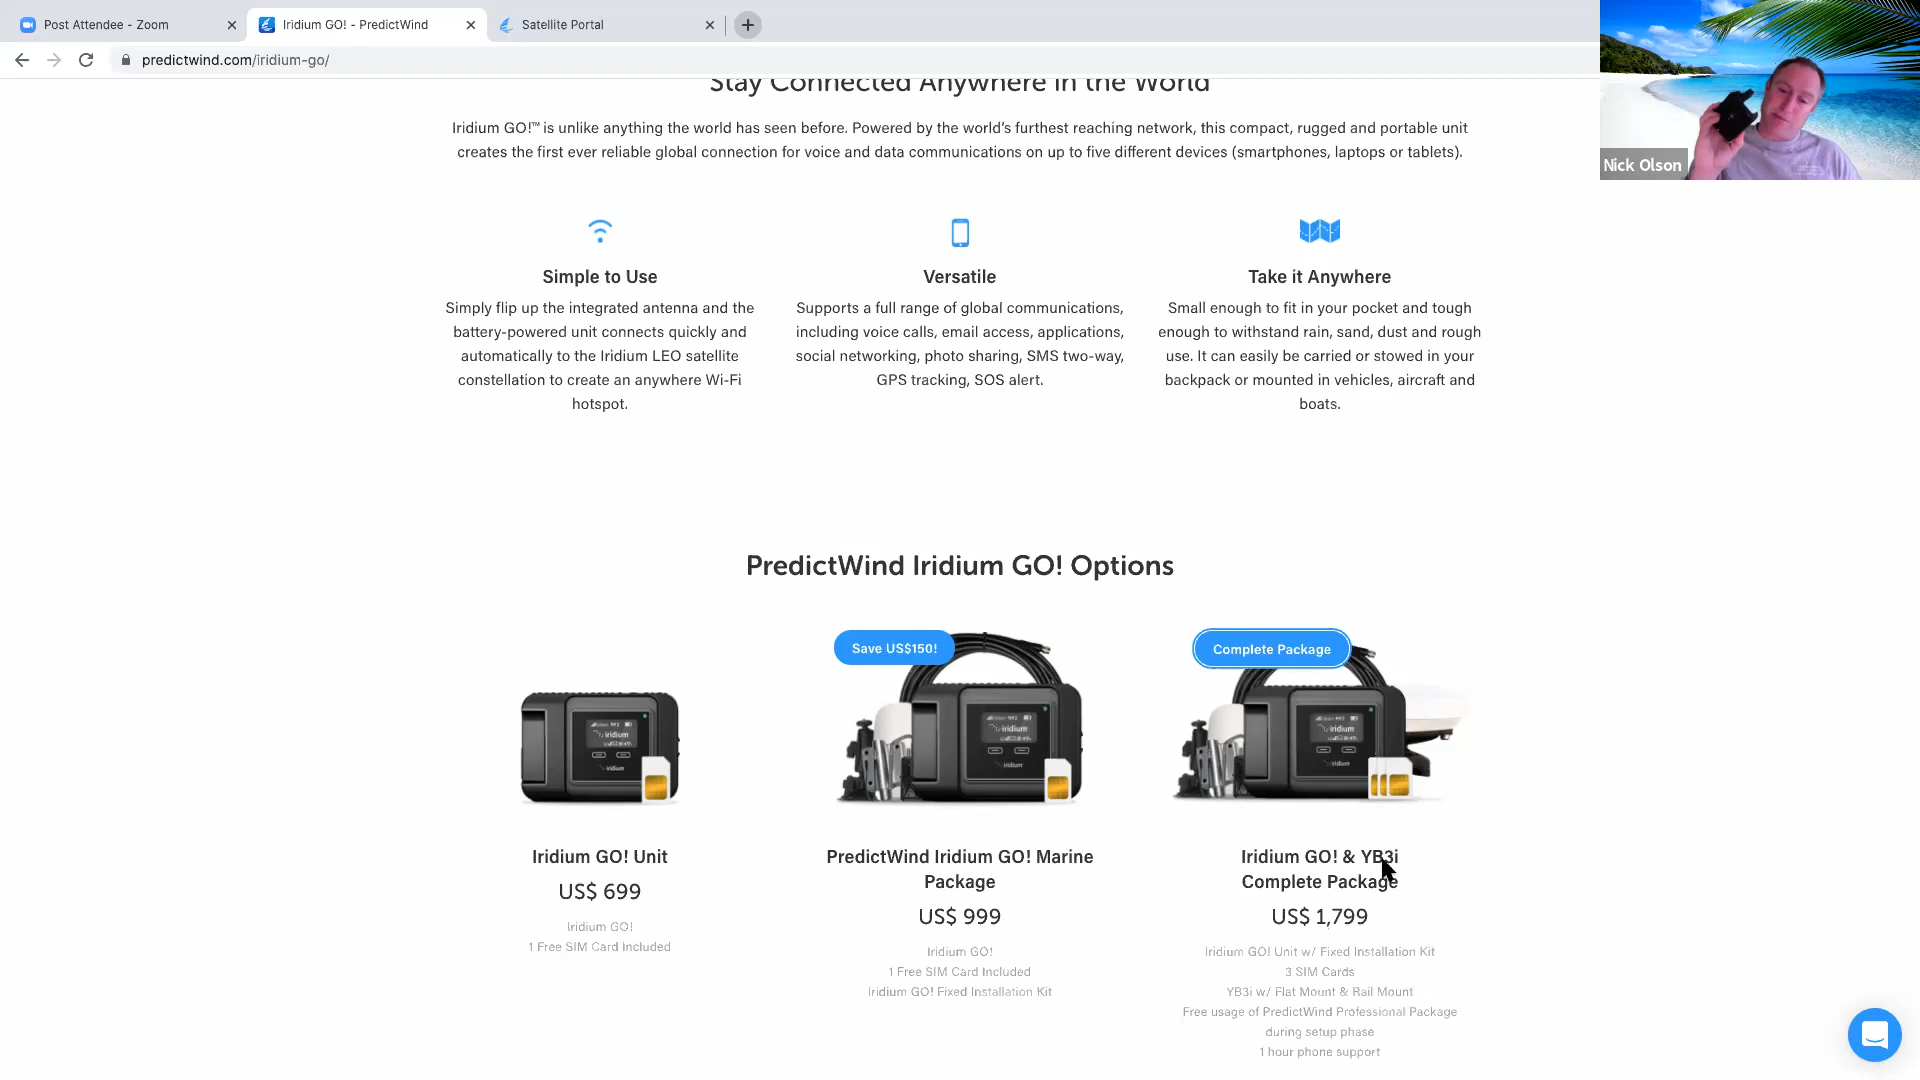 Post Attendee - Zoom
Iridium GO! - PredictWind
Satellite Portal
predictwind.com/iridium-go/
Nick Olson
Stay Connected Anywhere in the World
Iridium GO!™ is unlike anything the world has seen before. Powered by the world's furthest reaching network, this compact, rugged and portable unit
creates the first ever reliable global connection for voice and data communications on up to five different devices (smartphones, laptops or tablets).
Simple to Use
Simply flip up the integrated antenna and the
battery-powered unit connects quickly and
automatically to the Iridium LEO satellite
constellation to create an anywhere Wi-Fi
hotspot.
Versatile
Supports a full range of global communications,
including voice calls, email access, applications,
social networking, photo sharing, SMS two-way,
GPS tracking, SOS alert.
Take it Anywhere
Small enough to fit in your pocket and tough
enough to withstand rain, sand, dust and rough
use. It can easily be carried or stowed in your
backpack or mounted in vehicles, aircraft and
boats.
PredictWind Iridium GO! Options
iridium
iridium
Iridium GO! Unit
US$ 699
Iridium GO!
1 Free SIM Card Included
Save US$150!
iridium
iridium
PredictWind Iridium GO! Marine
Package
US$ 999
Iridium GO!
1 Free SIM Card Included
Iridium GO! Fixed Installation Kit
Complete Package
iridium
iridium
Iridium GO! & YB3i
Complete Package
US$ 1,799
Iridium GO! Unit w/ Fixed Installation Kit
3 SIM Cards
YB3i w/ Flat Mount & Rail Mount
Free usage of PredictWind Professional Package
during setup phase
1 hour phone support